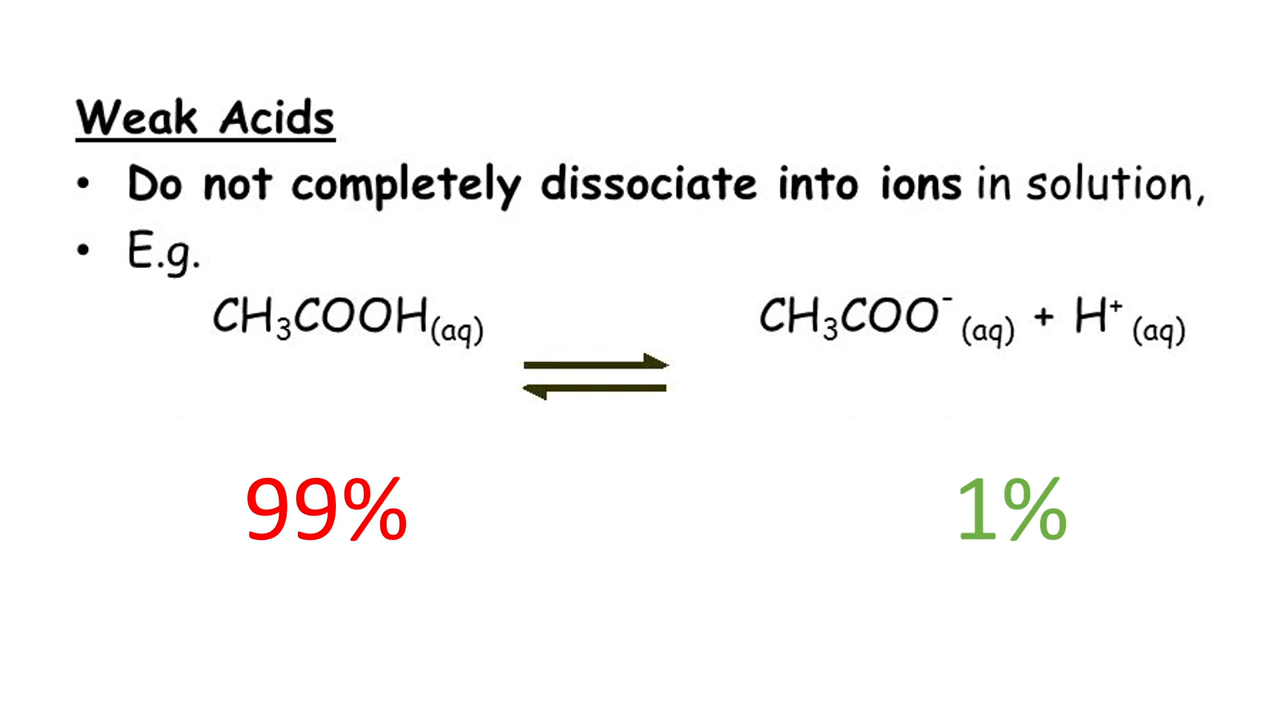 Weak Acids
• Do not completely dissociate into ions in solution,
• E.g.
CH₃COOH₍aq₎ CH₃COO⁻ ₍aq₎ + H⁺ ₍aq₎
99% 1%